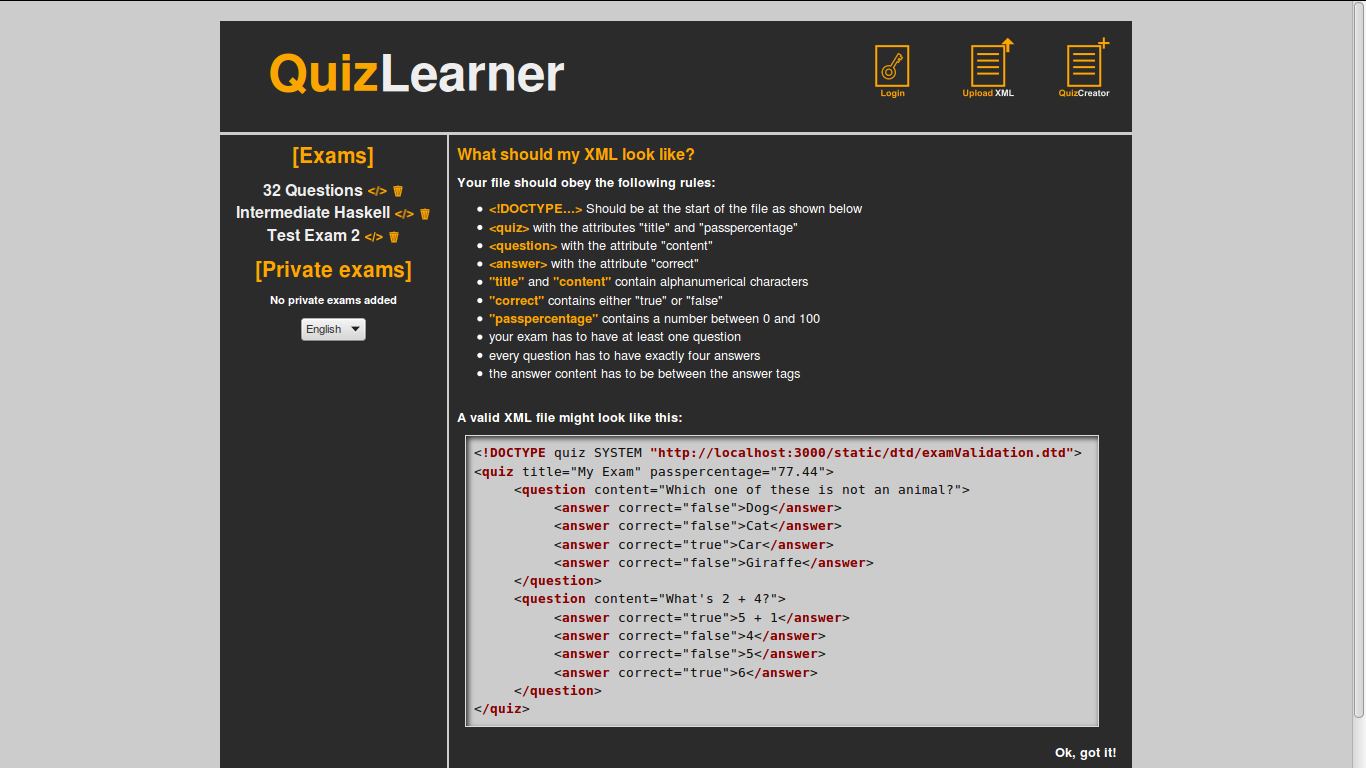 QuizLearner
Login
Upload XML
QuizCreator
[Exams]
32 Questions </>
Intermediate Haskell </>
Test Exam 2 </>
[Private exams]
No private exams added
English
What should my XML look like?
Your file should obey the following rules:
• <!DOCTYPE...> Should be at the start of the file as shown below
• <quiz> with the attributes "title" and "passpercentage"
• <question> with the attribute "content"
• <answer> with the attribute "correct"
• "title" and "content" contain alphanumerical characters
• "correct" contains either "true" or "false"
• "passpercentage" contains a number between 0 and 100
• your exam has to have at least one question
• every question has to have exactly four answers
• the answer content has to be between the answer tags
A valid XML file might look like this:
<!DOCTYPE quiz SYSTEM "http://localhost:3000/static/dtd/examValidation.dtd">
<quiz title="My Exam" passpercentage="77.44">
<question content="Which one of these is not an animal?">
<answer correct="false">Dog</answer>
<answer correct="false">Cat</answer>
<answer correct="true">Car</answer>
<answer correct="false">Giraffe</answer>
</question>
<question content="What's 2 + 4?">
<answer correct="true">5 + 1</answer>
<answer correct="false">4</answer>
<answer correct="false">5</answer>
<answer correct="true">6</answer>
</question>
</quiz>
Ok, got it!